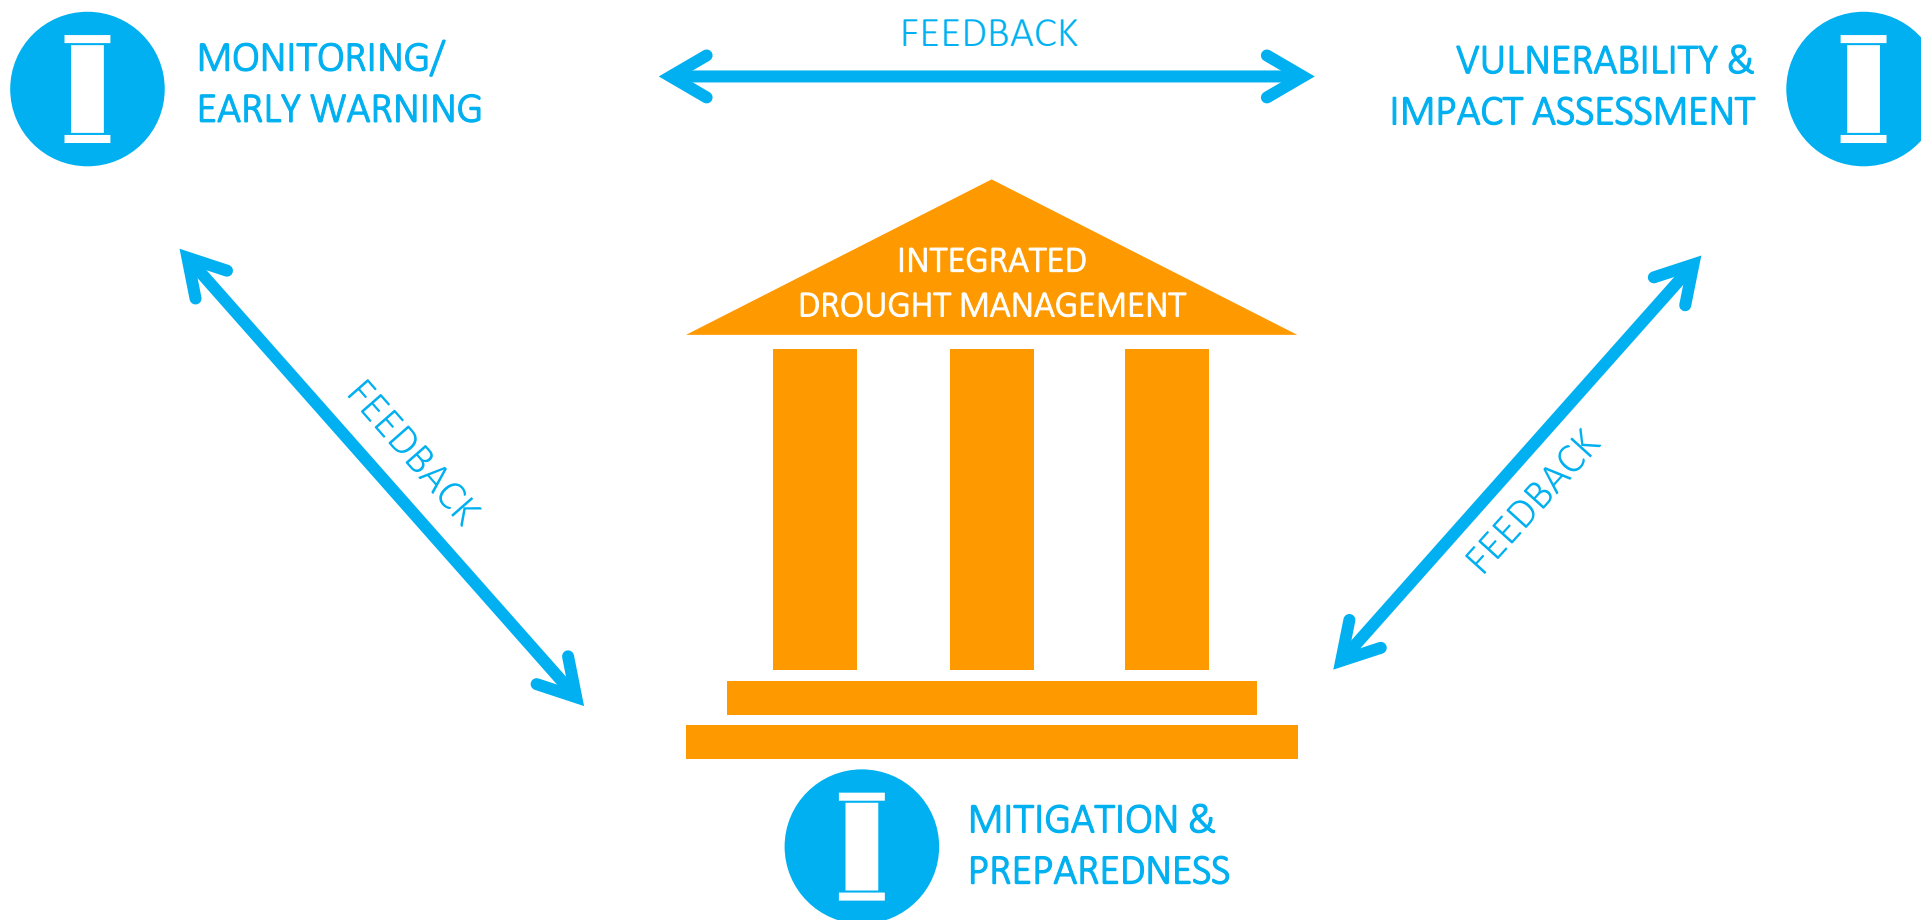 FEEDBACK
MONITORING/
EARLY WARNING
VULNERABILITY &
IMPACT ASSESSMENT
INTEGRATED
DROUGHT MANAGEMENT
FEEDBACK
FEEDBACK
MITIGATION &
PREPAREDNESS